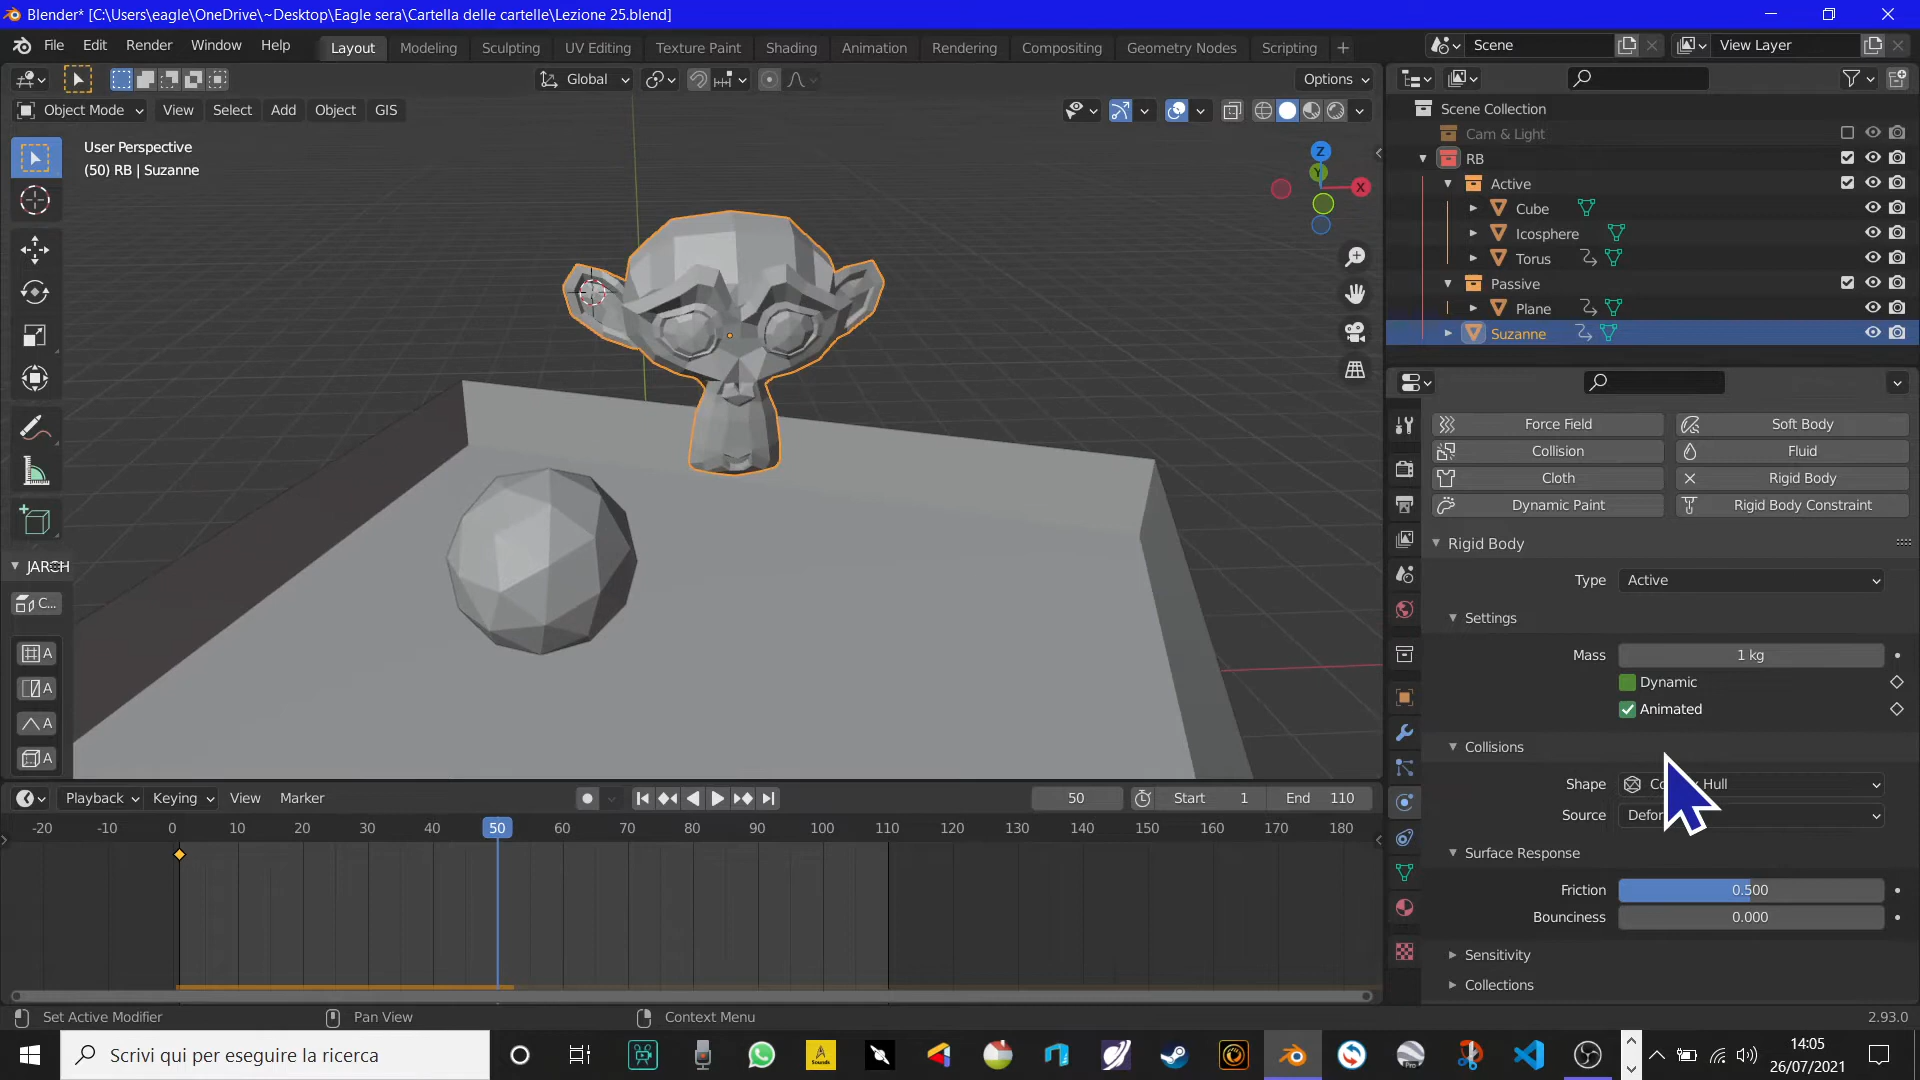 Blender* [C:\Users\eagle\OneDrive\~Desktop\Eagle sera\Cartella delle cartelle\Lezione 25.blend]
File Edit Render Window Help Layout Modeling Sculpting UV Editing Texture Paint Shading Animation Rendering Compositing Geometry Nodes Scripting Scene View Layer
Global Options
Object Mode View Select Add Object GIS
User Perspective
(50) RB | Suzanne
Z
Y
X
JARCH
C...
A
A
A
A
Scene Collection
Cam & Light
RB
Active
Cube
Icosphere
Torus
Passive
Plane
Suzanne
Force Field Soft Body
Collision Fluid
Cloth Rigid Body
Dynamic Paint Rigid Body Constraint
Rigid Body
Type Active
Settings
Mass 1 kg
Dynamic
Animated
Collisions
Shape Hull
Source
Surface Response
Friction 0.500
Bounciness 0.000
Sensitivity
Collections
Playback Keying View Marker 50 Start 1 End 110
-20 -10 0 10 20 30 40 50 60 70 80 90 100 110 120 130 140 150 160 170 180
Set Active Modifier Pan View Context Menu 2.93.0
Scrivi qui per eseguire la ricerca
14:05
26/07/2021